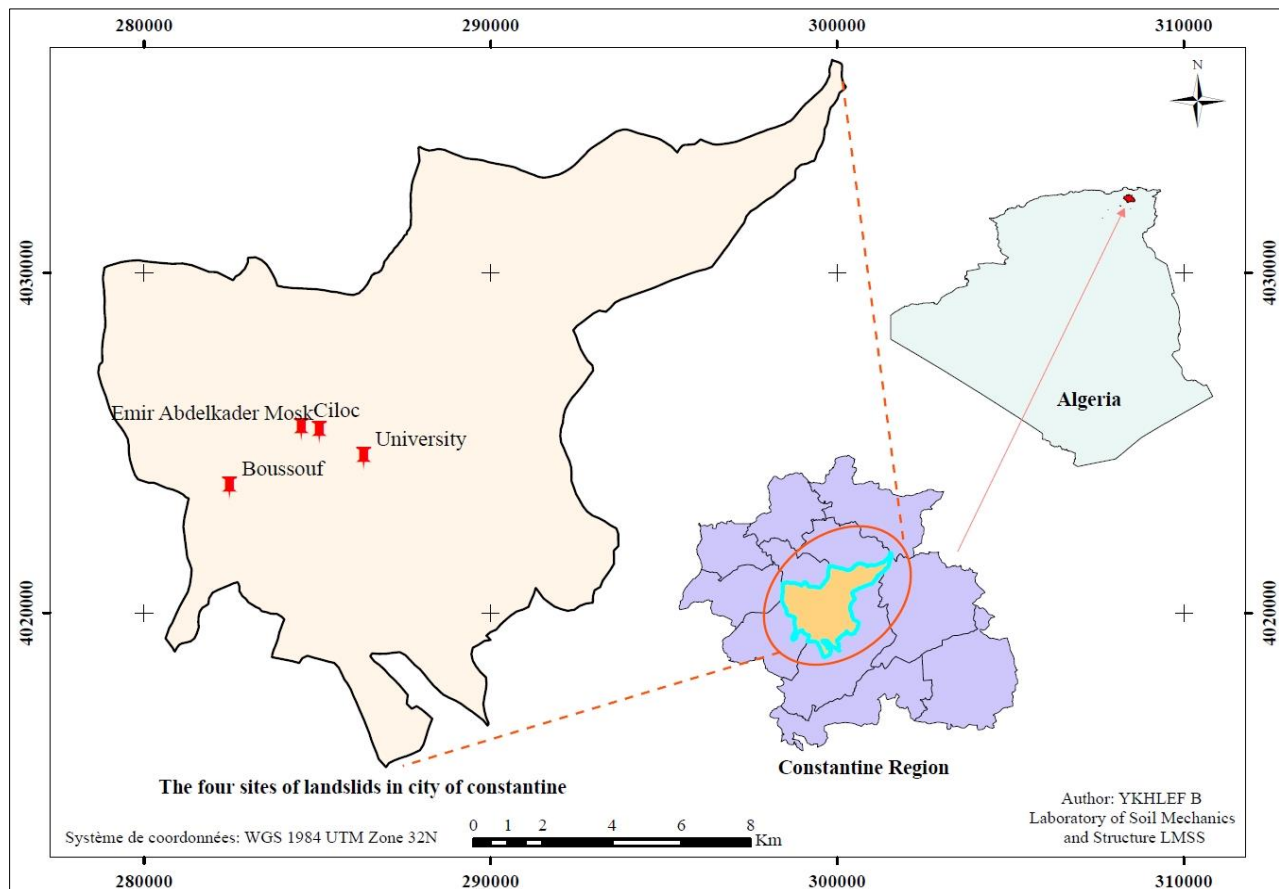 280000
290000
300000
310000
N
4030000
4030000
Algeria
Emir Abdelkader Mosk
Ciloc
University
Boussouf
4020000
4020000
Constantine Region
The four sites of landslids in city of constantine
Author: YKHLEF B
Laboratory of Soil Mechanics
and Structure LMSS
Système de coordonnées: WGS 1984 UTM Zone 32N
0 1 2 4 6 8
Km
280000
290000
300000
310000